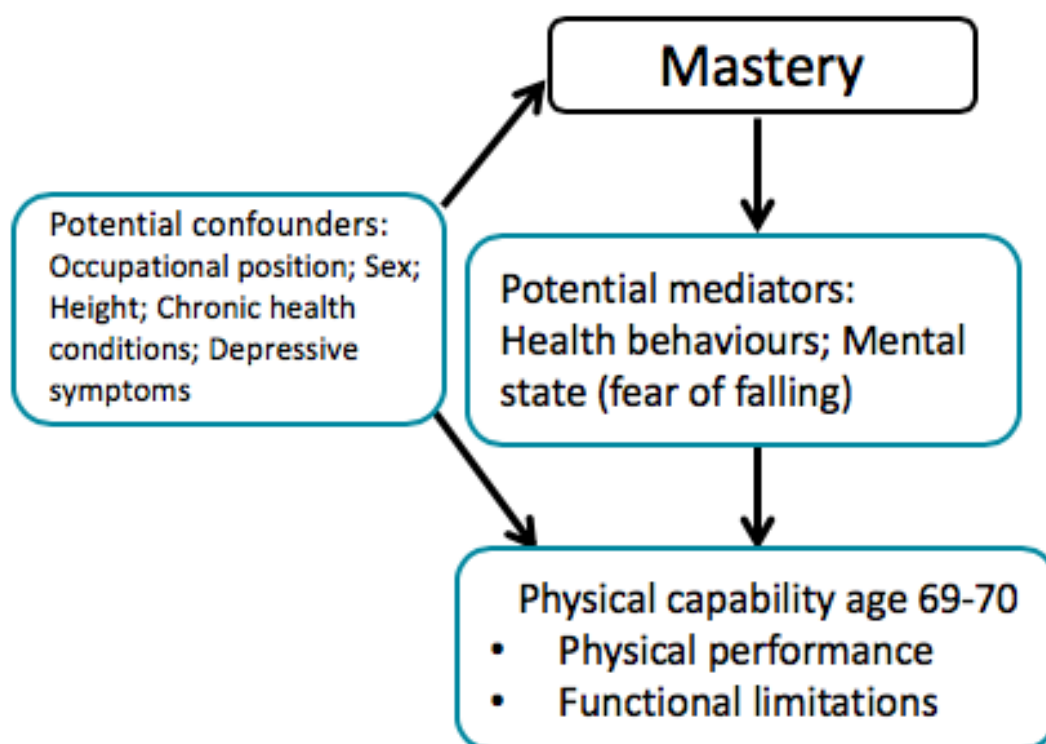 Mastery
Potential confounders:
Occupational position; Sex;
Height; Chronic health
conditions; Depressive
symptoms
Potential mediators:
Health behaviours; Mental
state (fear of falling)
Physical capability age 69-70
• Physical performance
• Functional limitations